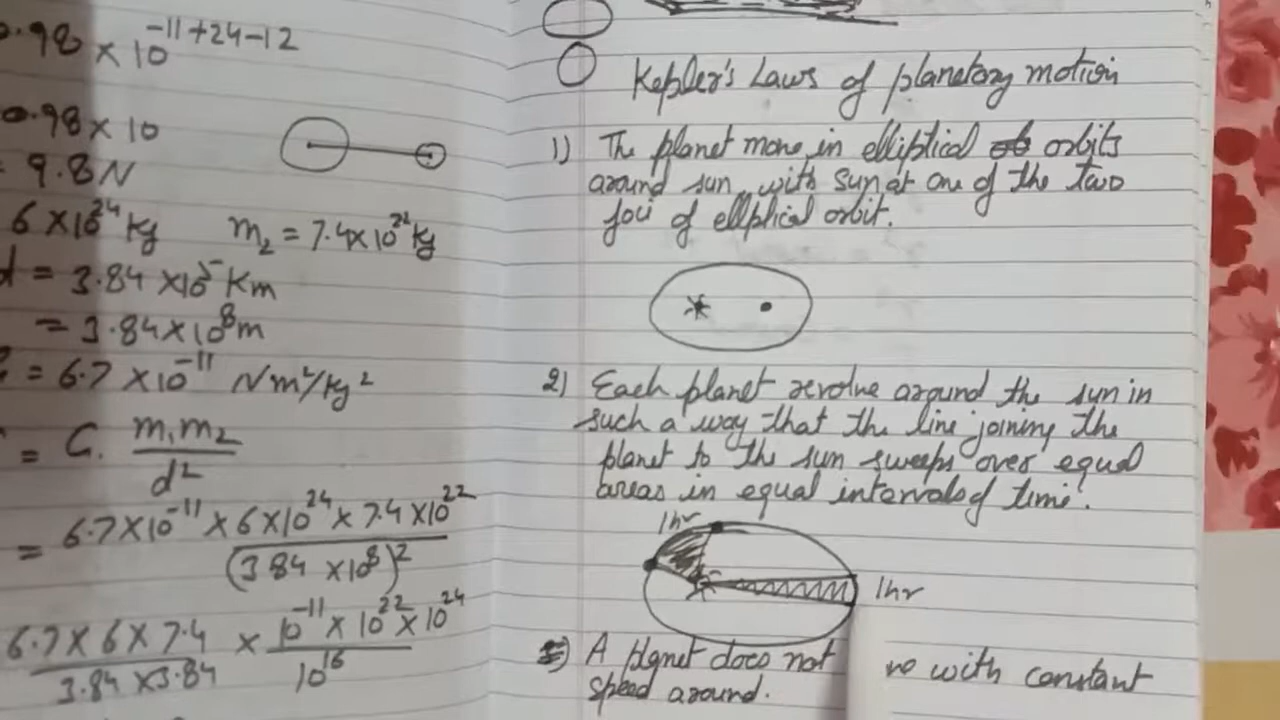 0.98 × 10^-11+24-12
0.98 × 10
= 9.8 N
6 × 10^24 kg m₂ = 7.4 × 10^22 kg
d = 3.84 × 10^5 Km
= 3.84 × 10^8 m
= 6.7 × 10^-11 Nm²/kg²
= G. m₁m₂
d²
= 6.7 × 10^-11 × 6 × 10^24 × 7.4 × 10^22
(3.84 × 10^8)²
6.7 × 6 × 7.4 × 10^-11 × 10^22 × 10^24
3.84 × 3.84 10^16
Kepler's Laws of planetary motion
1) The planet move in elliptical orbits
around sun, with sun at one of the two
foci of elliptical orbit.
2) Each planet revolve around the sun in
such a way that the line joining the
planet to the sun sweeps over equal
areas in equal intervals of time.
1hr
1hr
A planet does not with constant
speed around.